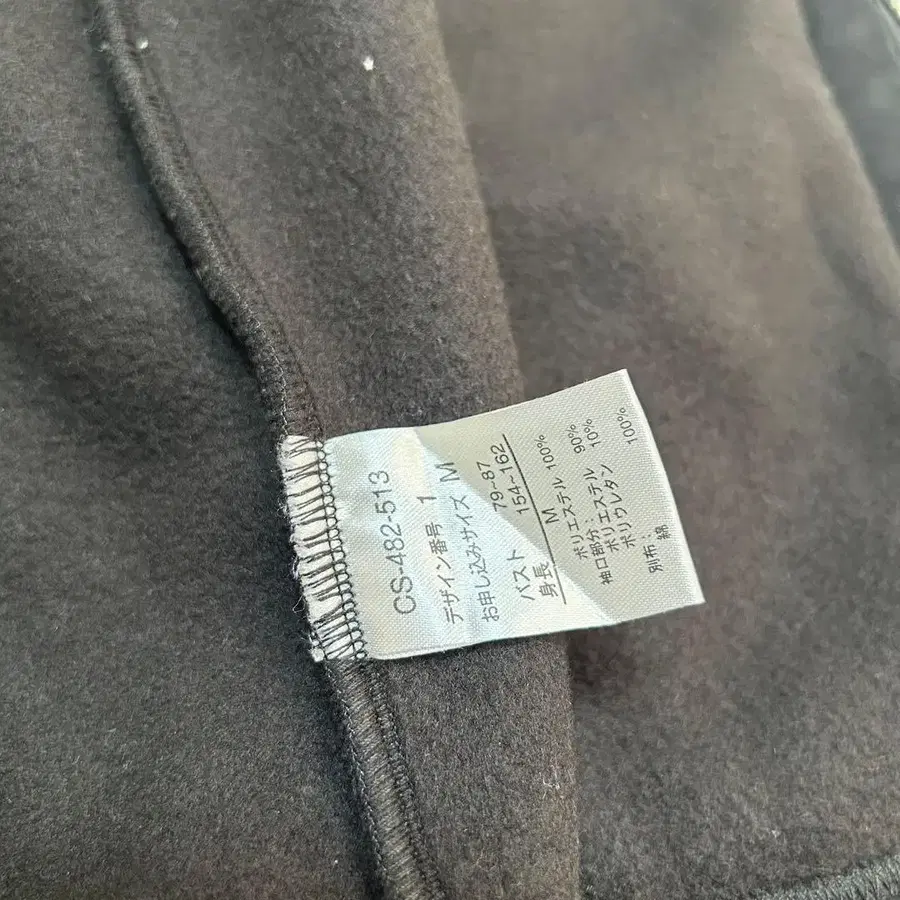 CS-482-513
デザイン番号 1
お申し込みサイズ M
バスト 79~87
身長 154~162
M
ポリエステル 100%
袖口部分:
ポリエステル 90%
ポリウレタン 10%
別布:
綿 100%